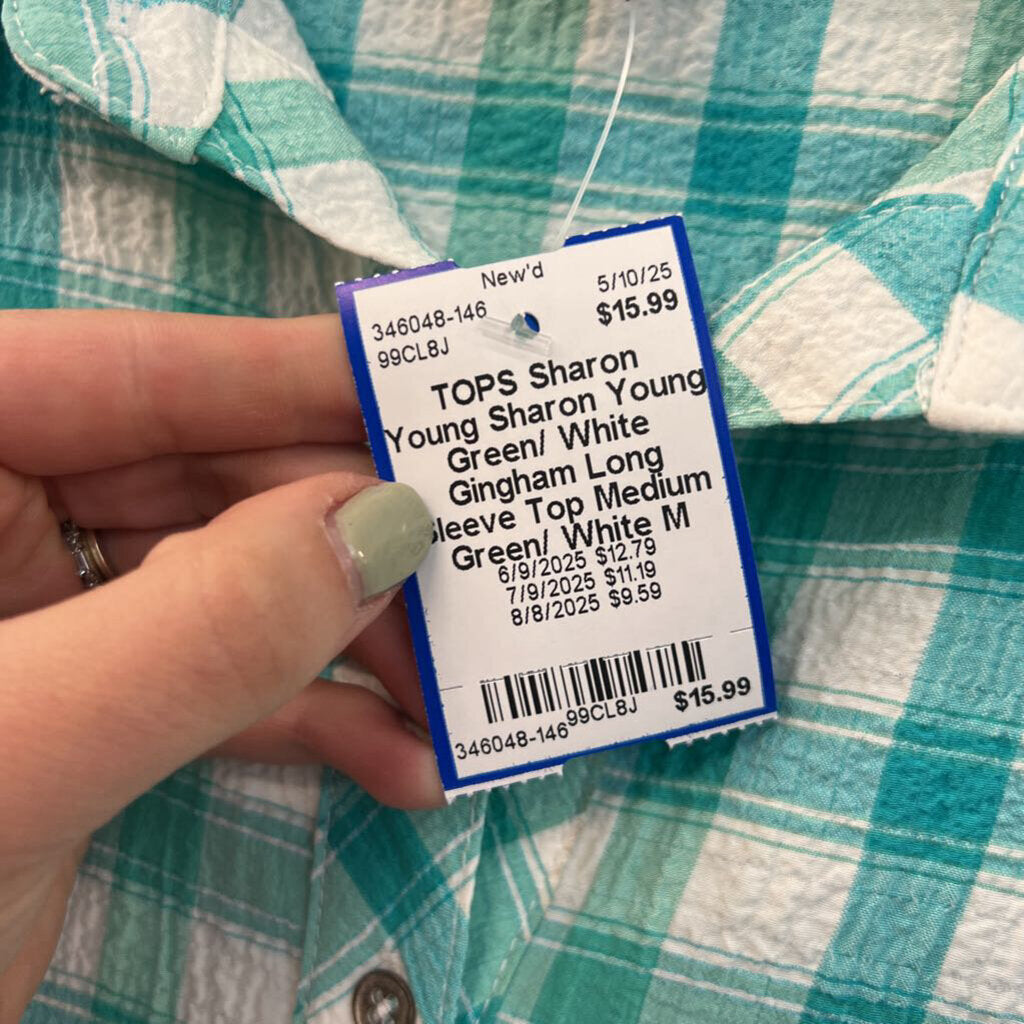 New'd
346048-146 5/10/25
99CL8J $15.99
TOPS Sharon
Young Sharon Young
Green/ White
Gingham Long
Sleeve Top Medium
Green/ White M
6/9/2025 $12.79
7/9/2025 $11.19
8/8/2025 $9.59
346048-146 99CL8J $15.99